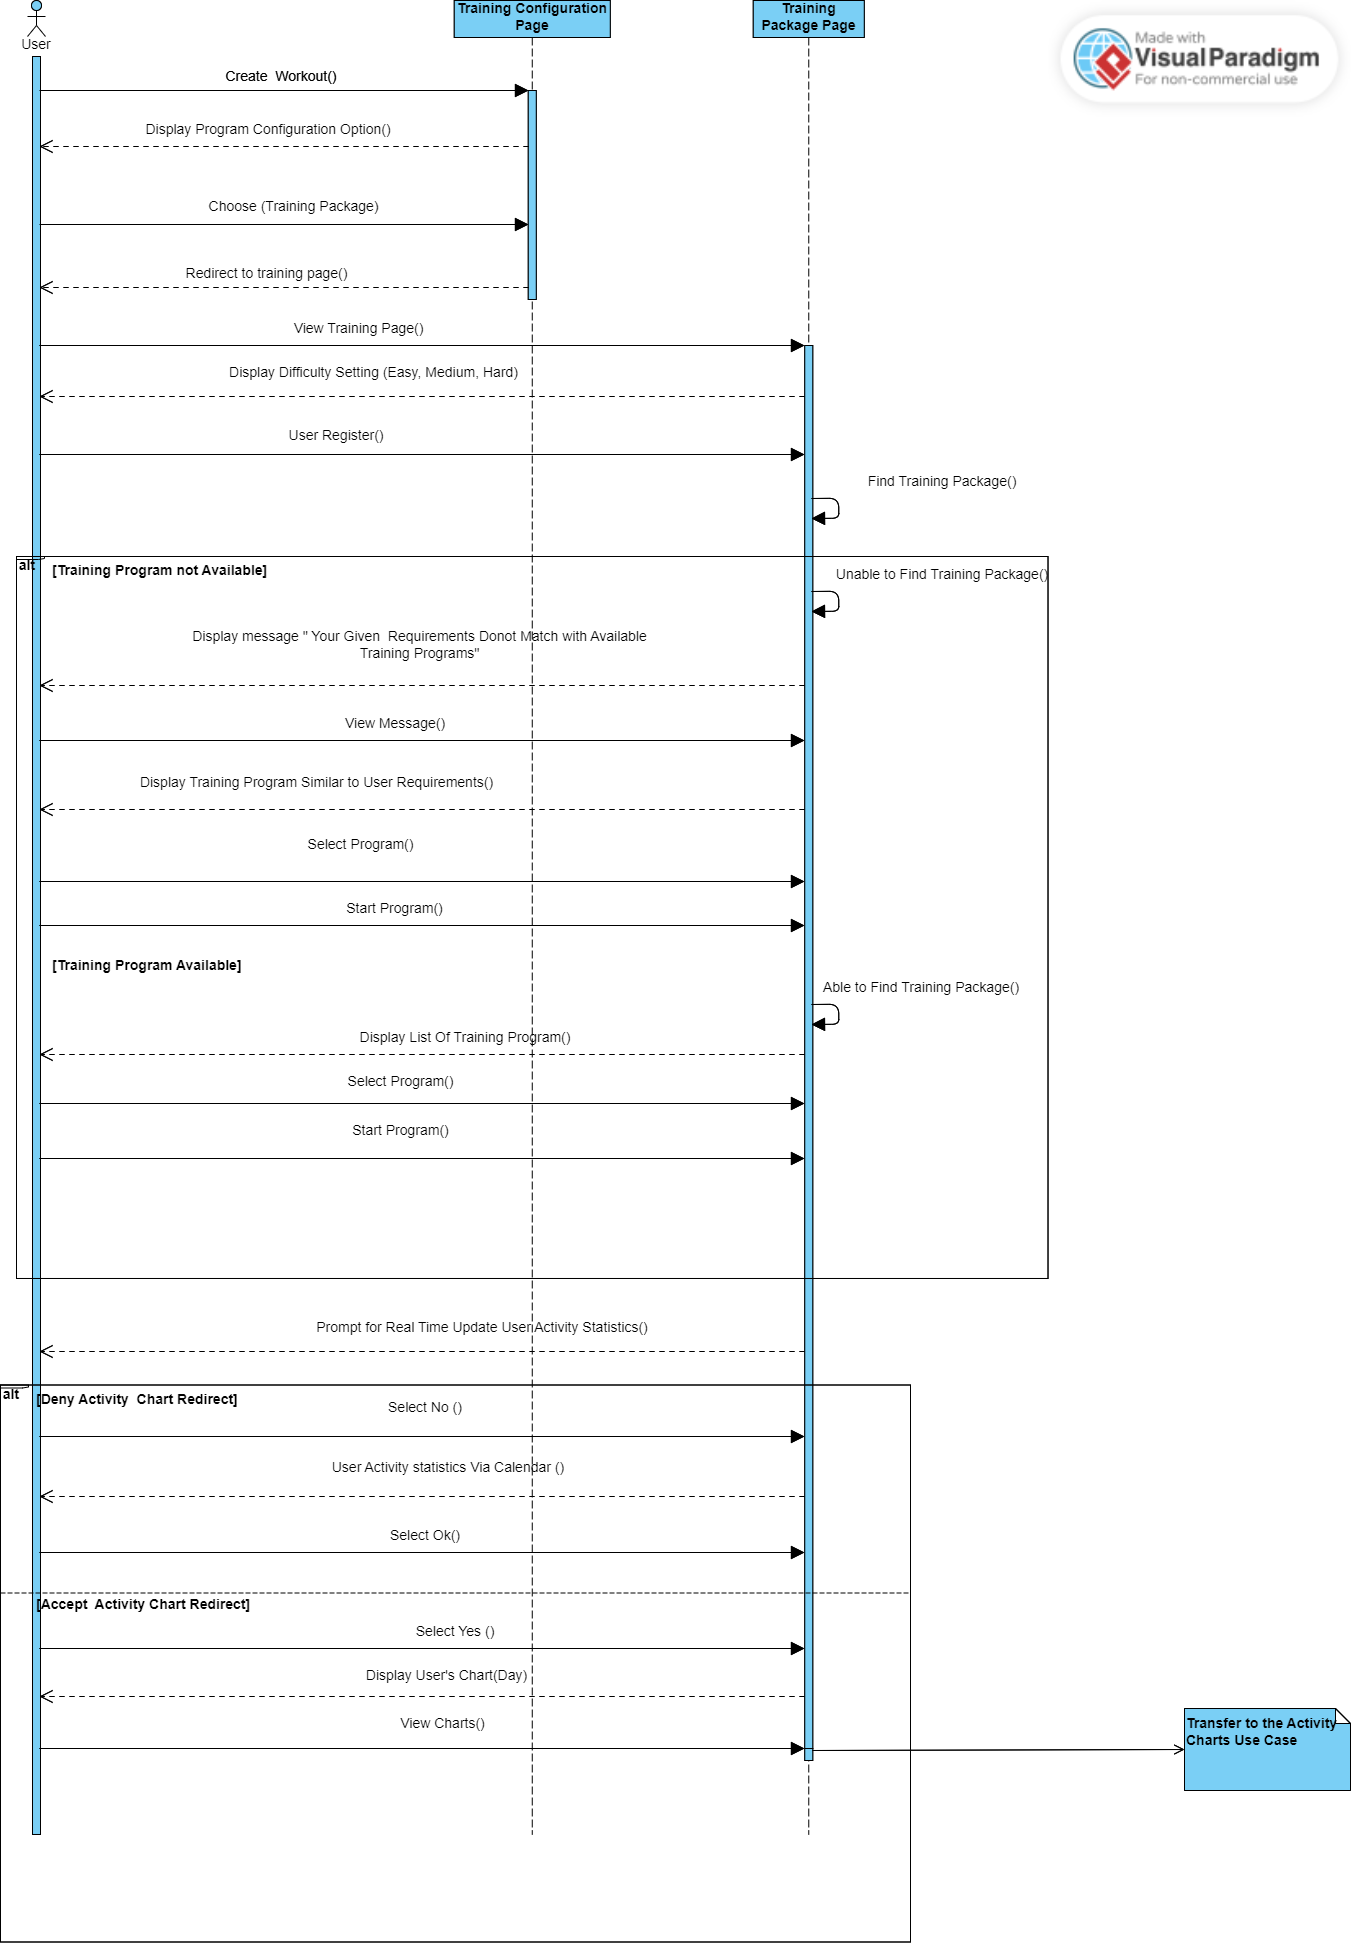 Training Configuration
Page
Training
Package Page
Made with
Visual Paradigm
For non-commercial use
User
Create  Workout()
Display Program Configuration Option()
Choose (Training Package)
Redirect to training page()
View Training Page()
Display Difficulty Setting (Easy, Medium, Hard)
User Register()
Find Training Package()
alt
[Training Program not Available]
Unable to Find Training Package()
Display message " Your Given  Requirements Donot Match with Available
Training Programs"
View Message()
Display Training Program Similar to User Requirements()
Select Program()
Start Program()
[Training Program Available]
Able to Find Training Package()
Display List Of Training Program()
Select Program()
Start Program()
Prompt for Real Time Update User Activity Statistics()
alt
[Deny Activity  Chart Redirect]
Select No ()
User Activity statistics Via Calendar ()
Select Ok()
[Accept  Activity Chart Redirect]
Select Yes ()
Display User's Chart(Day)
View Charts()
Transfer to the Activity
Charts Use Case